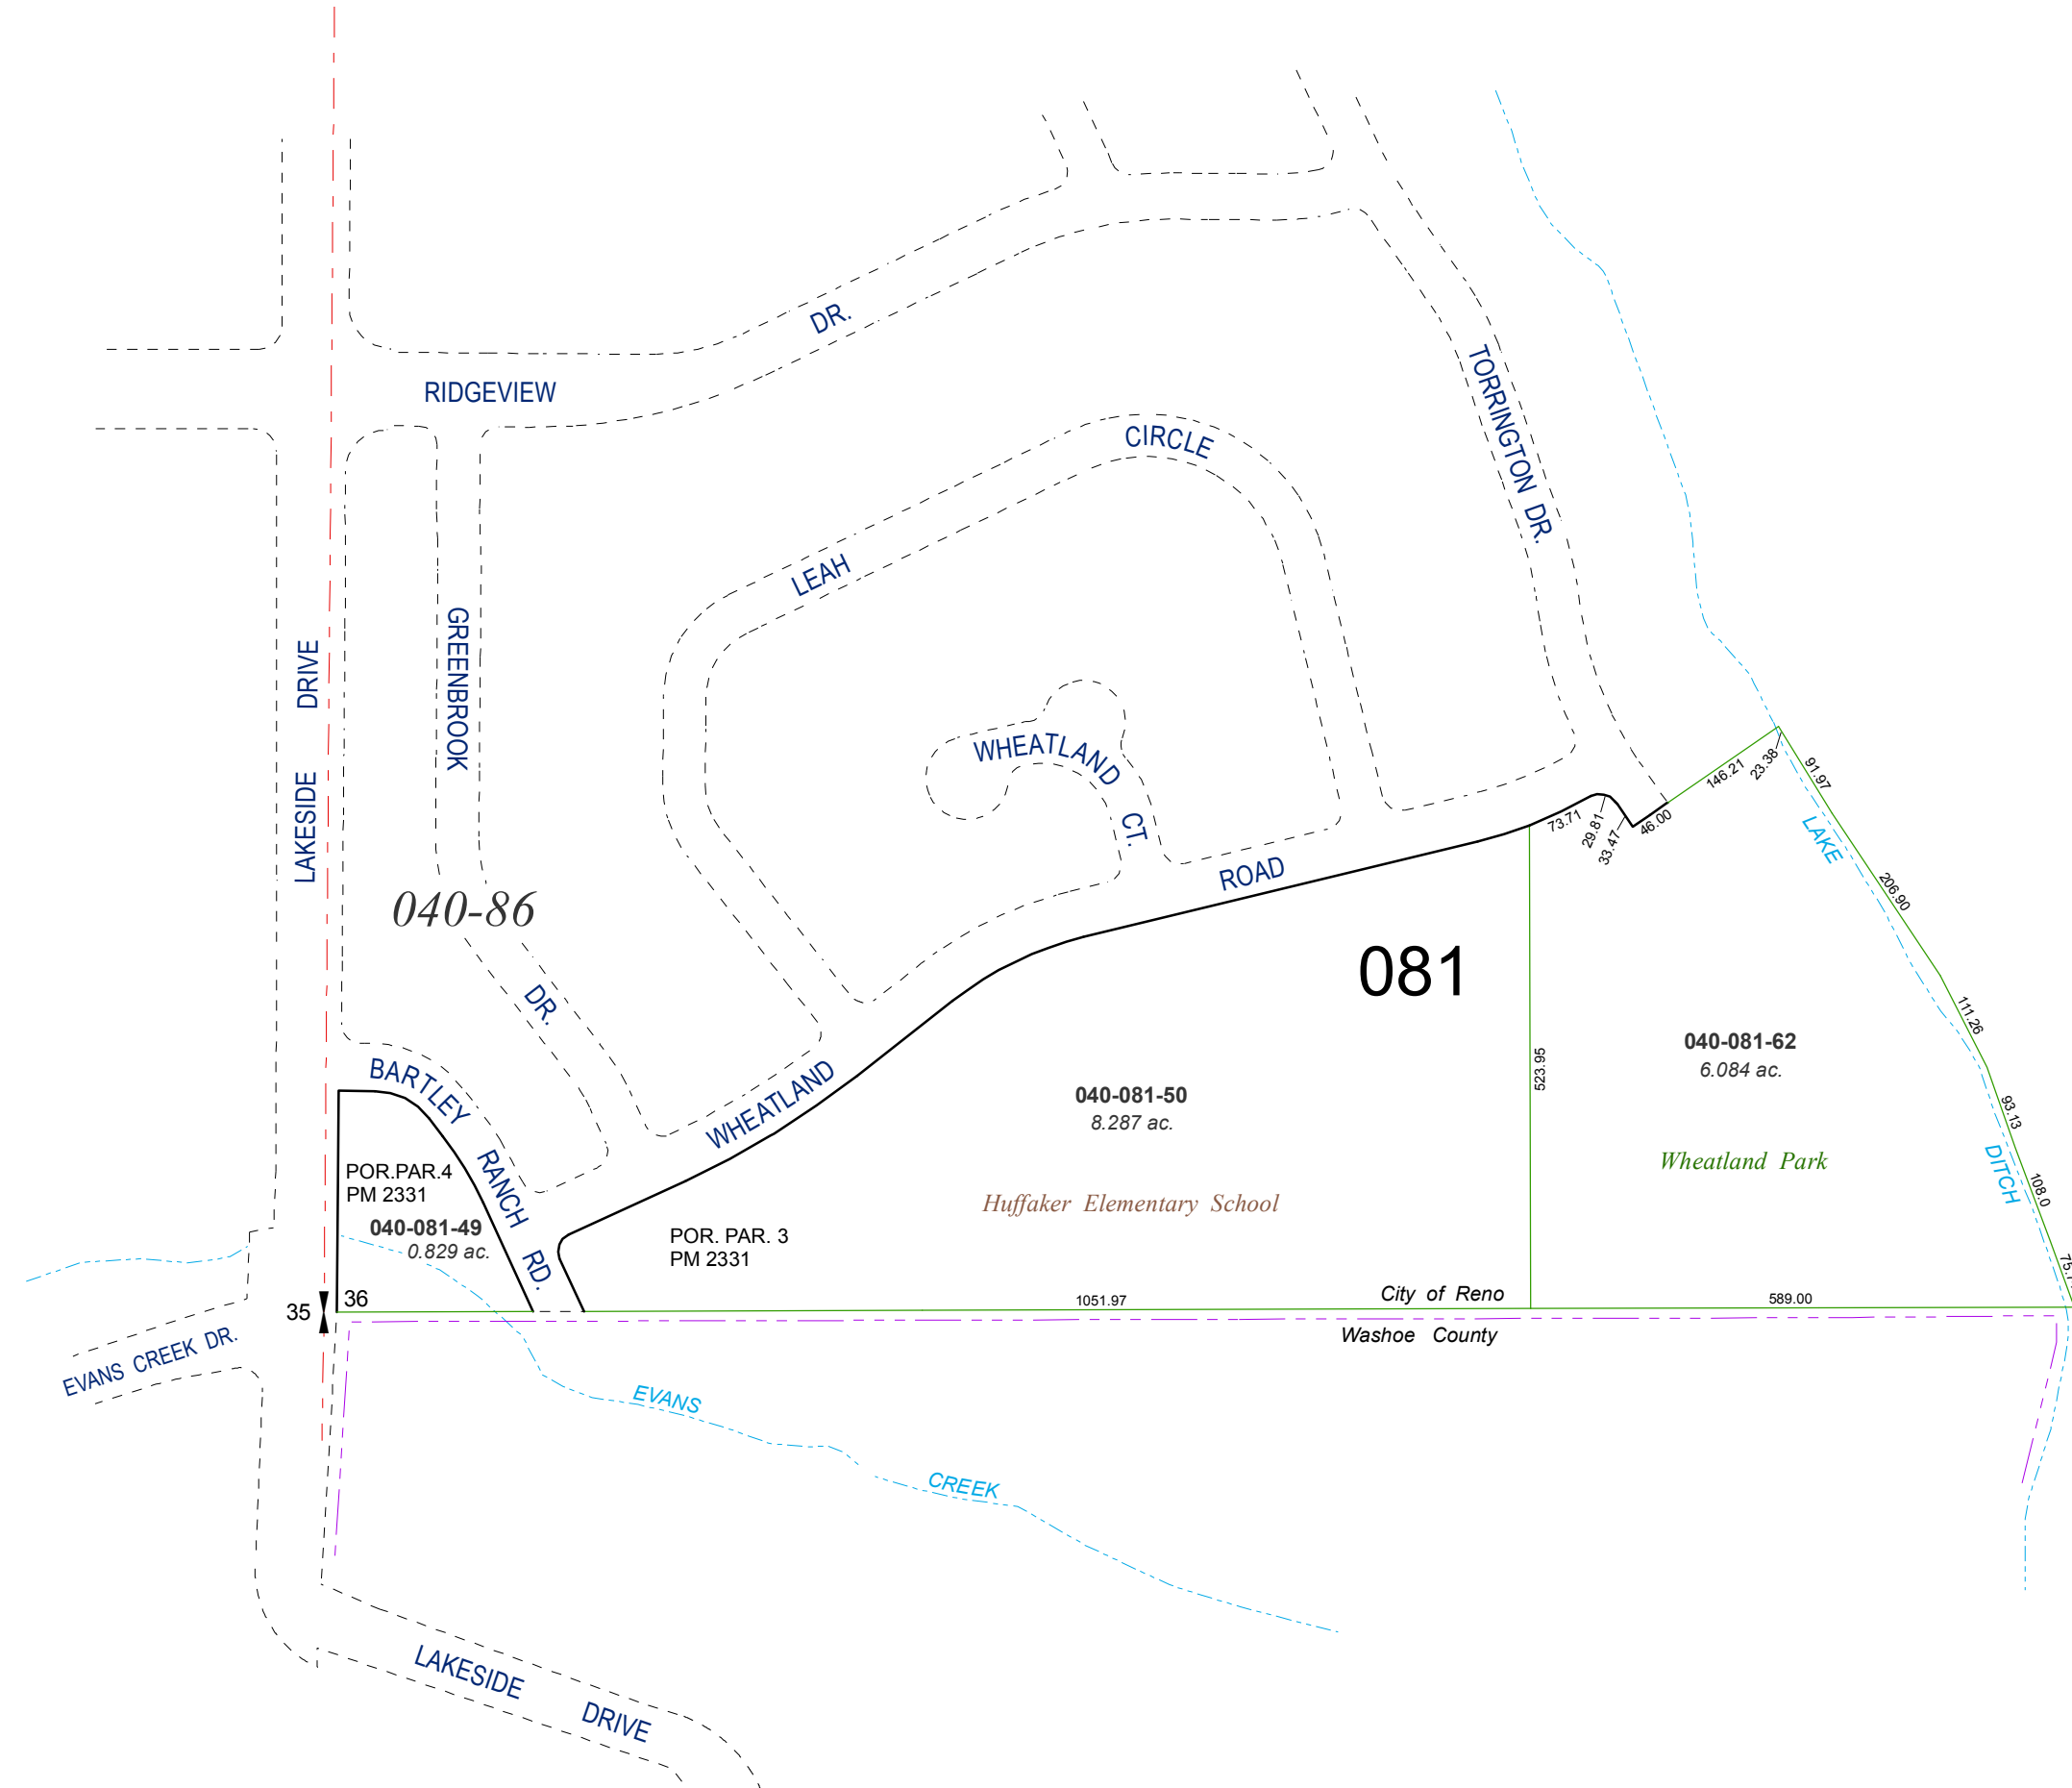 DR.
RIDGEVIEW
TORRINGTON DR.
CIRCLE
LEAH
GREENBROOK
LAKESIDE DRIVE
WHEATLAND CT.
146.21
23.38
91.97
73.71
29.81
33.47
46.00
LAKE
ROAD
206.90
040-86
081
DR.
111.26
040-081-62
6.084 ac.
523.95
BARTLEY RANCH RD.
WHEATLAND
040-081-50
8.287 ac.
93.13
Wheatland Park
DITCH
108.0
POR.PAR.4
PM 2331
Huffaker Elementary School
040-081-49
0.829 ac.
POR. PAR. 3
PM 2331
35
36
1051.97
City of Reno
589.00
Washoe County
EVANS CREEK DR.
EVANS
CREEK
LAKESIDE DRIVE